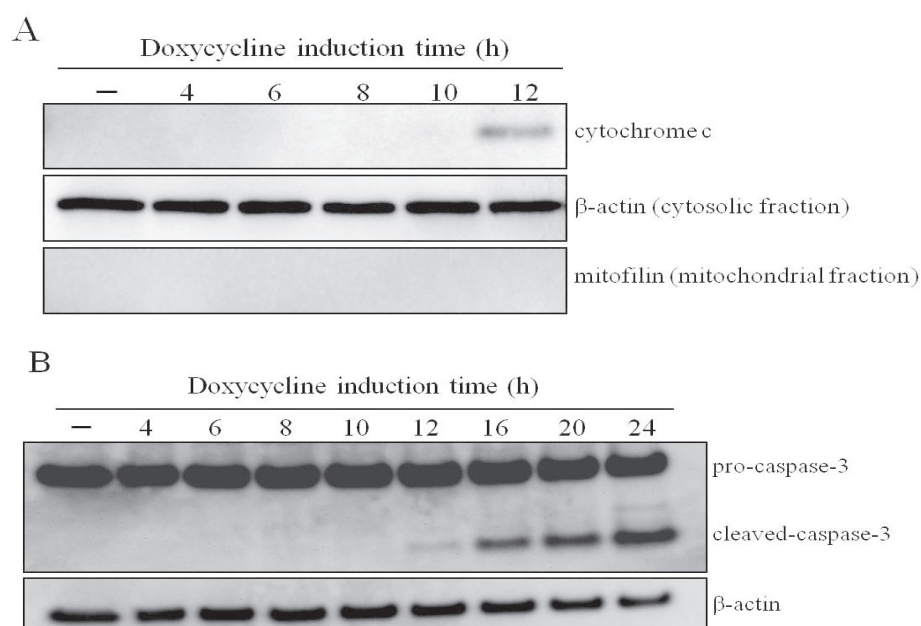 A
Doxycycline induction time (h)
– 4 6 8 10 12
cytochrome c
β-actin (cytosolic fraction)
mitofilin (mitochondrial fraction)
B
Doxycycline induction time (h)
– 4 6 8 10 12 16 20 24
pro-caspase-3
cleaved-caspase-3
β-actin